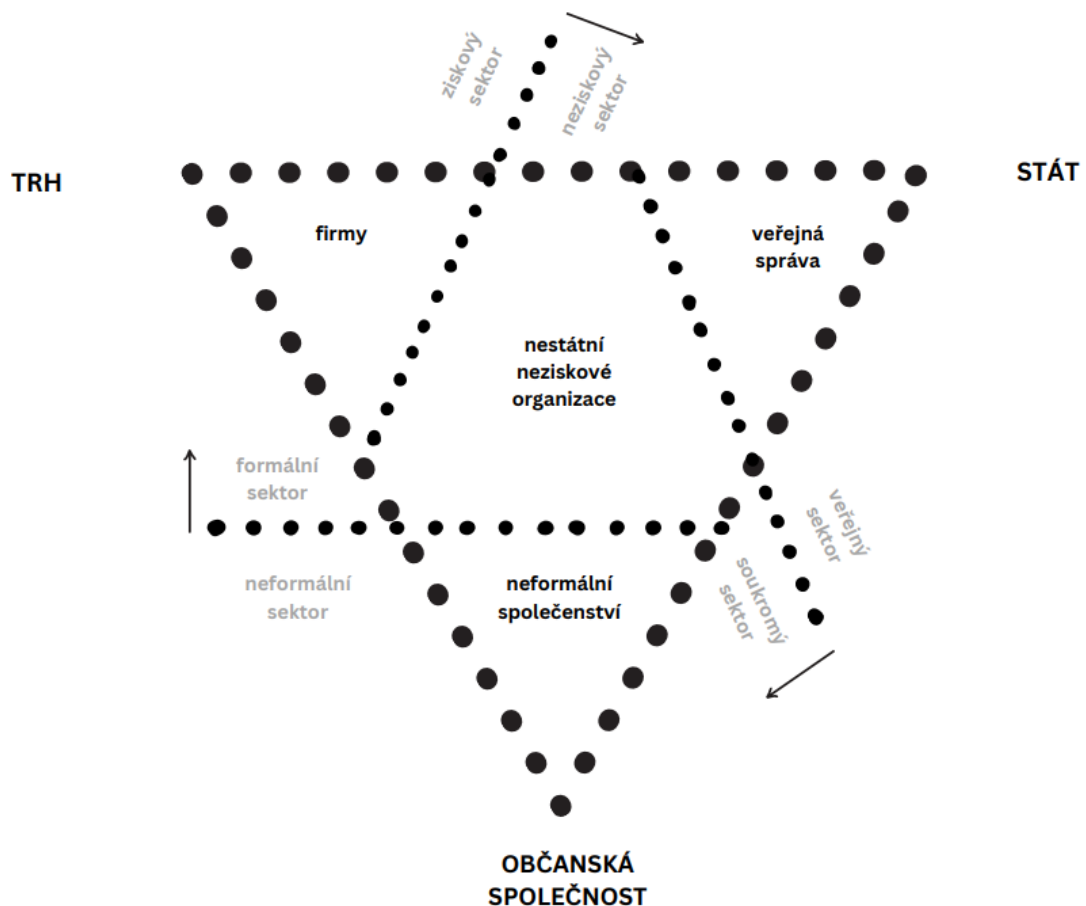 ziskový
sektor
neziskový
sektor
TRH
STÁT
firmy
veřejná
správa
nestátní
neziskové
organizace
formální
sektor
neformální
sektor
neformální
společenství
veřejný
sektor
soukromý
sektor
OBČANSKÁ
SPOLEČNOST